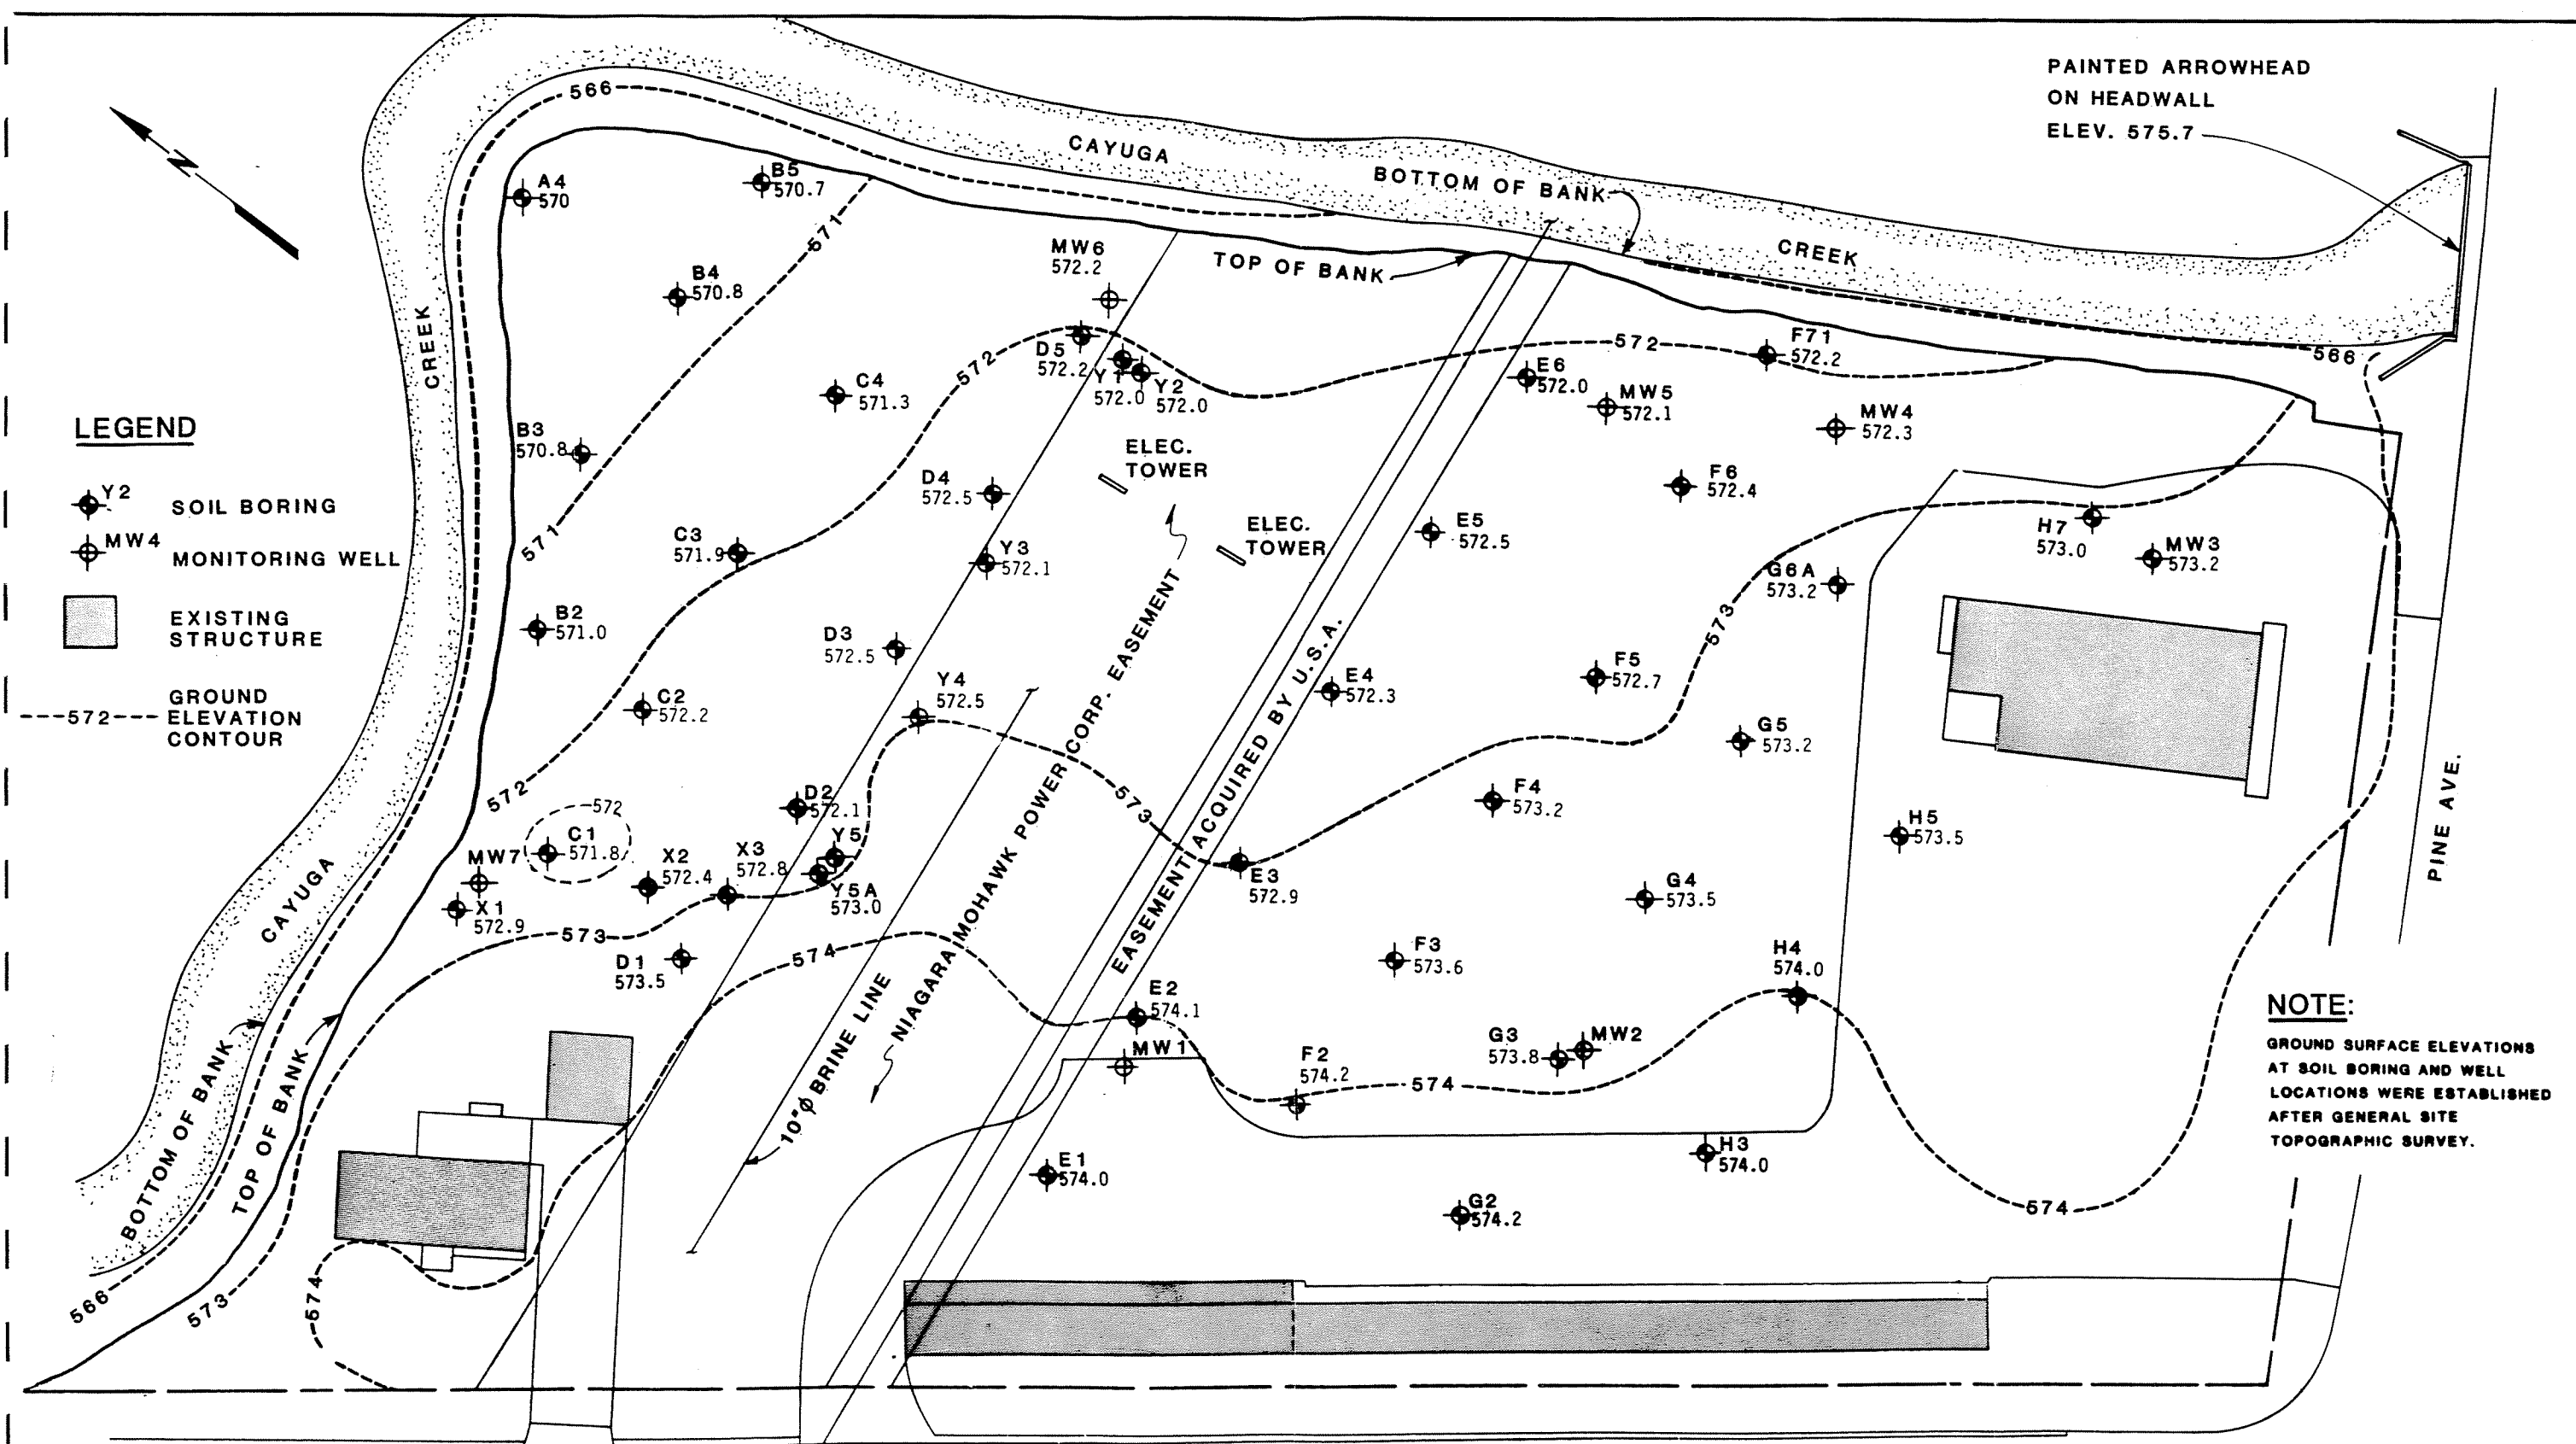 PAINTED ARROWHEAD
ON HEADWALL
ELEV. 575.7
N
566
CAYUGA
BOTTOM OF BANK
CREEK
TOP OF BANK
566
CREEK
A4
570
B5
570.7
571
B4
570.8
MW6
572.2
D5
572.2
Y1
572.0
Y2
572.0
572
C4
571.3
572
E6
572.0
F71
572.2
MW5
572.1
MW4
572.3
B3
570.8
571
ELEC.
TOWER
ELEC.
TOWER
D4
572.5
F6
572.4
E5
572.5
H7
573.0
MW3
573.2
C3
571.9
Y3
572.1
G6A
573.2
573
B2
571.0
D3
572.5
Y4
572.5
E4
572.3
F5
572.7
C2
572.2
G5
573.2
572
572
D2
572.1
573
F4
573.2
H5
573.5
C1
571.8
MW7
X2
572.4
X3
572.8
Y5
Y5A
573.0
E3
572.9
G4
573.5
X1
572.9
573
D1
573.5
574
F3
573.6
H4
574.0
E2
574.1
MW1
F2
574.2
574
G3
573.8
MW2
E1
574.0
H3
574.0
G2
574.2
574
NIAGARA MOHAWK POWER CORP. EASEMENT
EASEMENT ACQUIRED BY U.S.A.
10"ϕ BRINE LINE
CAYUGA
BOTTOM OF BANK
TOP OF BANK
566
573
574
PINE AVE.
LEGEND
Y2
SOIL BORING
MW4
MONITORING WELL
EXISTING
STRUCTURE
572
GROUND
ELEVATION
CONTOUR
NOTE:
GROUND SURFACE ELEVATIONS
AT SOIL BORING AND WELL
LOCATIONS WERE ESTABLISHED
AFTER GENERAL SITE
TOPOGRAPHIC SURVEY.